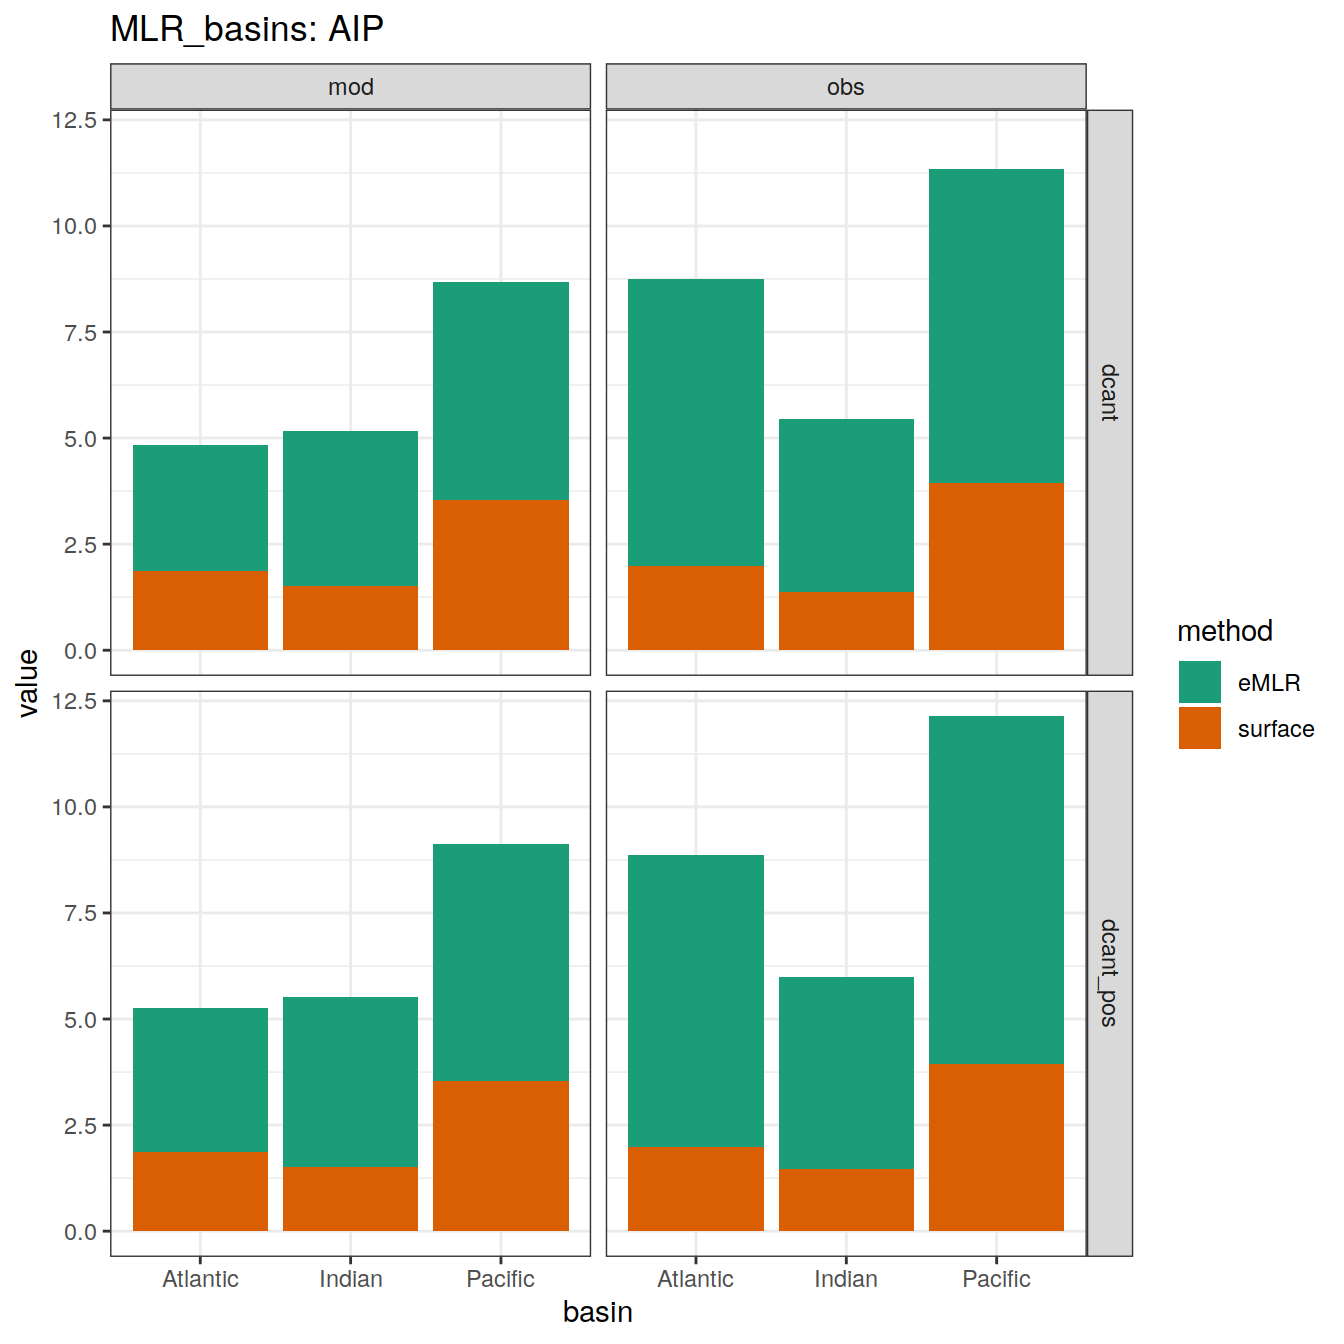 MLR_basins: AIP
mod
obs
12.5
10.0
7.5
5.0
2.5
0.0
dcant
12.5
10.0
7.5
5.0
2.5
0.0
dcant_pos
value
Atlantic
Indian
Pacific
Atlantic
Indian
Pacific
basin
method
eMLR
surface